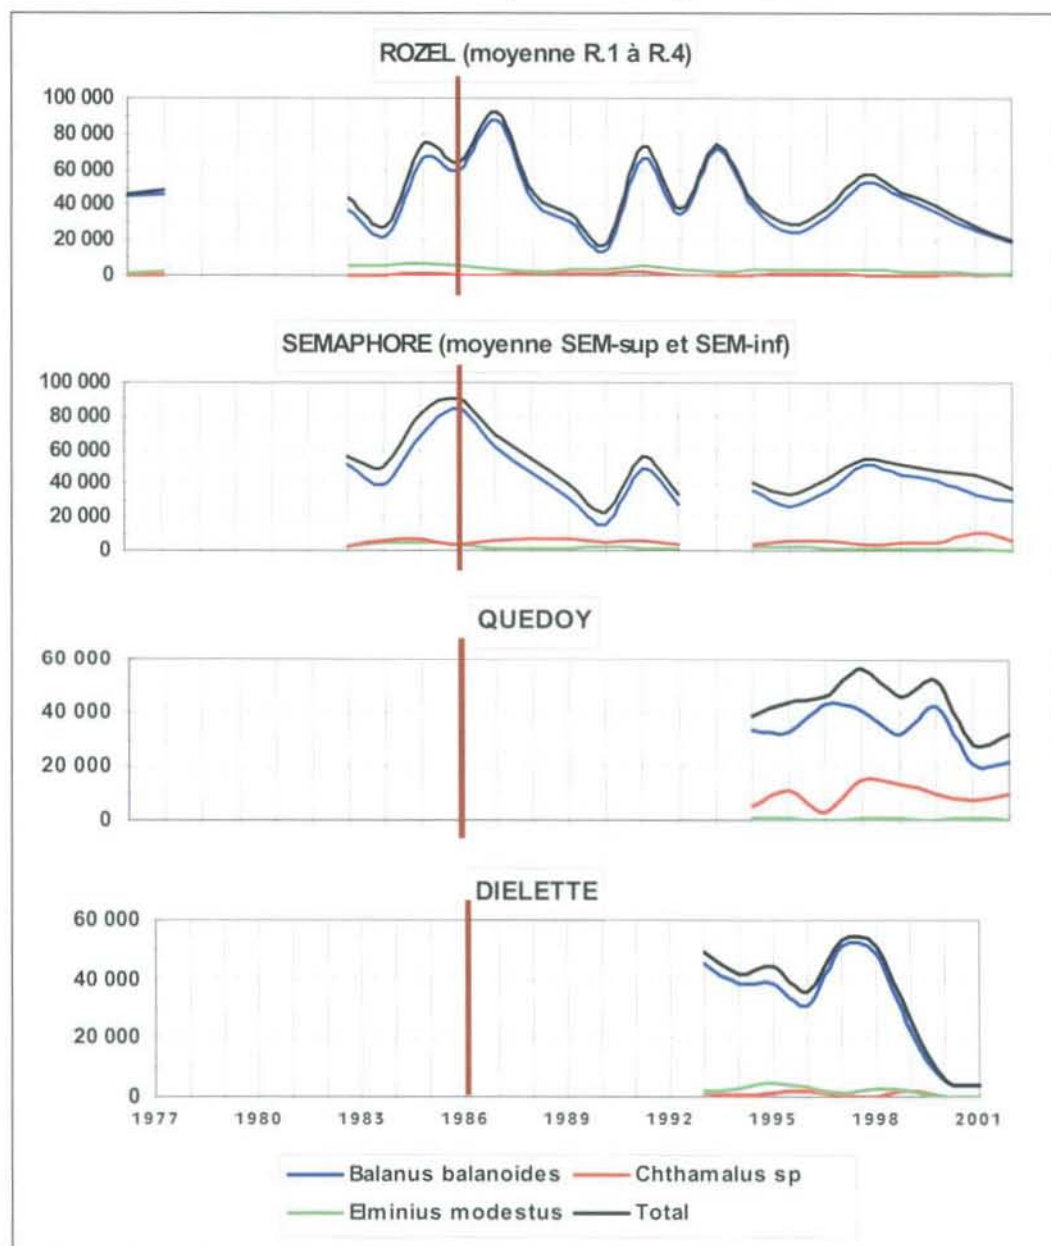 ROZEL (moyenne R.1 à R.4)
100 000
80 000
60 000
40 000
20 000
0
SEMAPHORE (moyenne SEM-sup et SEM-inf)
100 000
80 000
60 000
40 000
20 000
0
QUEDOY
60 000
40 000
20 000
0
DIELETTE
60 000
40 000
20 000
0
1977 1980 1983 1986 1989 1992 1995 1998 2001
Balanus balanoides Chthamalus sp
Elminius modestus Total